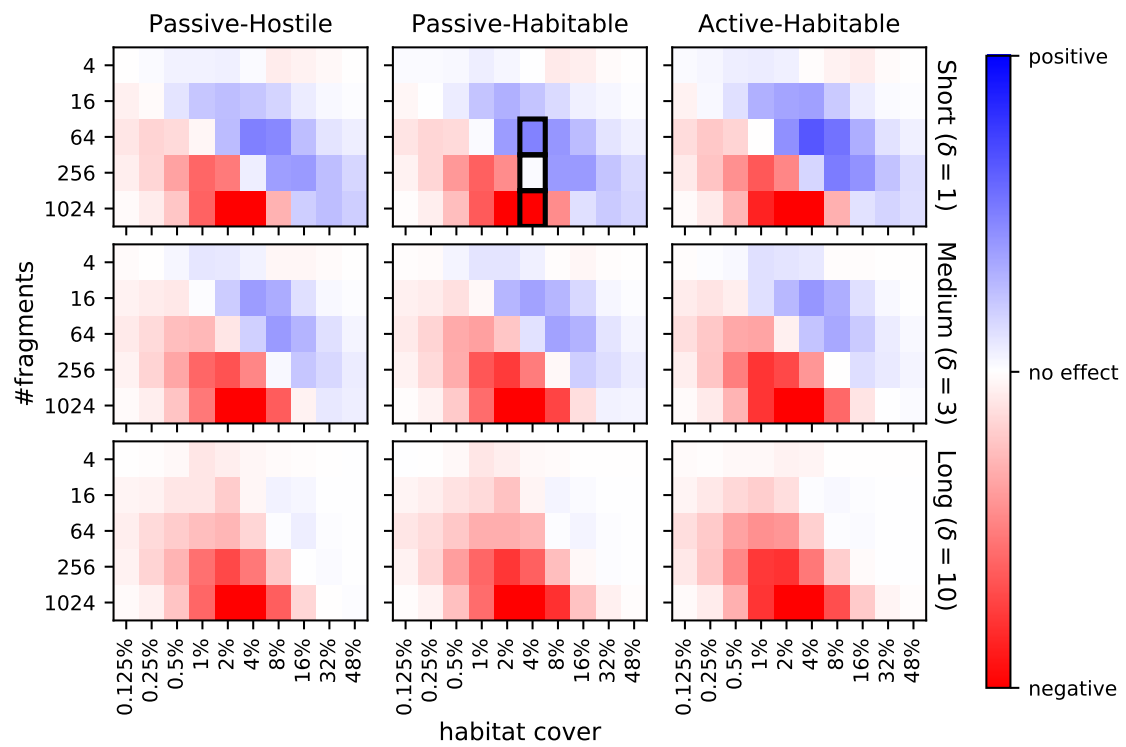 Passive-Hostile
Passive-Habitable
Active-Habitable
4
16
64
256
1024
Short (δ = 1)
4
16
64
256
1024
Medium (δ = 3)
4
16
64
256
1024
Long (δ = 10)
#fragments
0.125% 0.25% 0.5% 1% 2% 4% 8% 16% 32% 48%
0.125% 0.25% 0.5% 1% 2% 4% 8% 16% 32% 48%
0.125% 0.25% 0.5% 1% 2% 4% 8% 16% 32% 48%
habitat cover
positive
no effect
negative